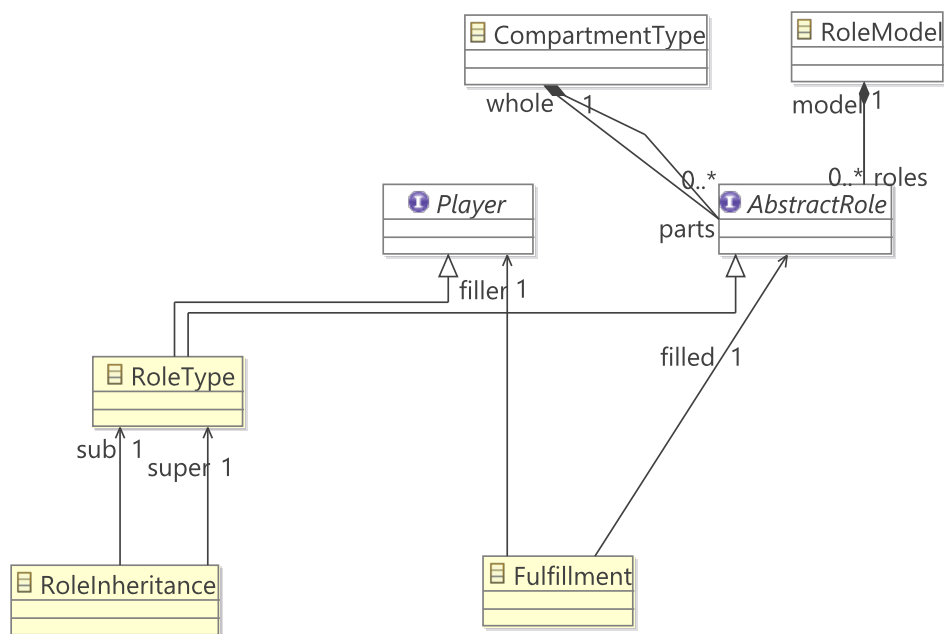 CompartmentType
RoleModel
whole
1
model
1
0..*
0..*
roles
I
Player
I
AbstractRole
parts
filler
1
filled
1
RoleType
sub
1
super
1
RoleInheritance
Fulfillment